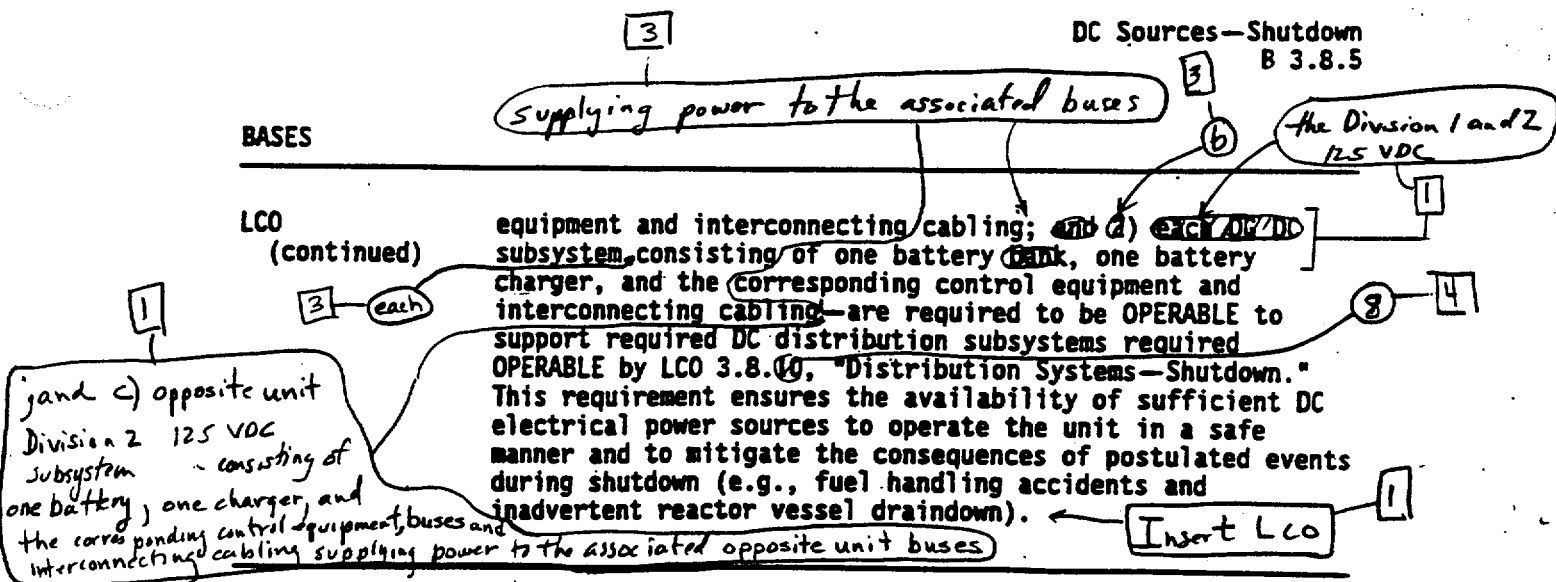 DC Sources—Shutdown
B 3.8.5
3
3
supplying power to the associated buses
b
the Division 1 and 2
125 VDC
1
BASES
LCO
(continued)
equipment and interconnecting cabling; and a) each DG DC
subsystem, consisting of one battery bank, one battery
charger, and the corresponding control equipment and
interconnecting cabling—are required to be OPERABLE to
support required DC distribution subsystems required
OPERABLE by LCO 3.8.10, "Distribution Systems—Shutdown."
This requirement ensures the availability of sufficient DC
electrical power sources to operate the unit in a safe
manner and to mitigate the consequences of postulated events
during shutdown (e.g., fuel handling accidents and
inadvertent reactor vessel draindown).
3
each
8
4
1
; and c) opposite unit
Division 2 125 VDC
subsystem - consisting of
one battery, one charger, and
the corresponding control equipment, buses and
interconnecting cabling supplying power to the associated opposite unit buses
Insert LCO
1